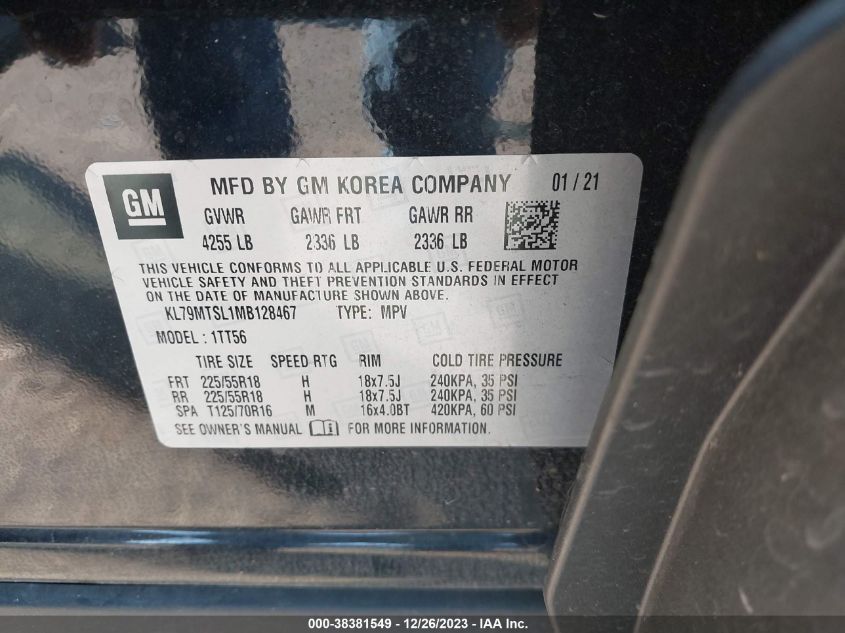 GM
MFD BY GM KOREA COMPANY 01 / 21
GVWR GAWR FRT GAWR RR
4255 LB 2336 LB 2336 LB
THIS VEHICLE CONFORMS TO ALL APPLICABLE U.S. FEDERAL MOTOR
VEHICLE SAFETY AND THEFT PREVENTION STANDARDS IN EFFECT
ON THE DATE OF MANUFACTURE SHOWN ABOVE.
KL79MTSL1MB128467 TYPE: MPV
MODEL: 1TT56
TIRE SIZE SPEED RTG RIM COLD TIRE PRESSURE
FRT 225/55R18 H 18x7.5J 240KPA, 35 PSI
RR 225/55R18 H 18x7.5J 240KPA, 35 PSI
SPA T125/70R16 M 16x4.0BT 420KPA, 60 PSI
SEE OWNER'S MANUAL FOR MORE INFORMATION.
000-38381549 - 12/26/2023 - IAA Inc.